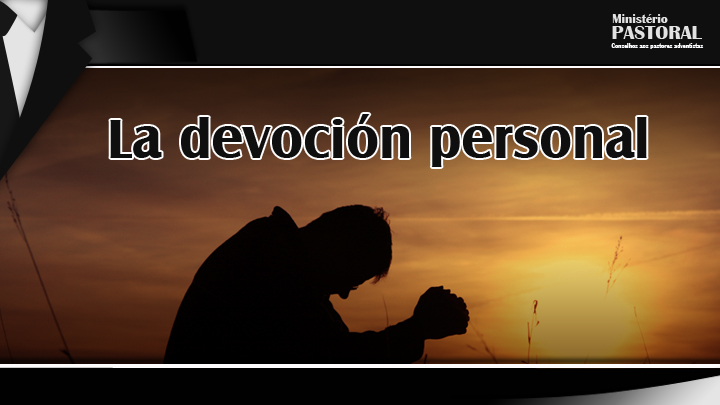 Ministério
PASTORAL
Conselhos aos pastores adventistas
La devoción personal